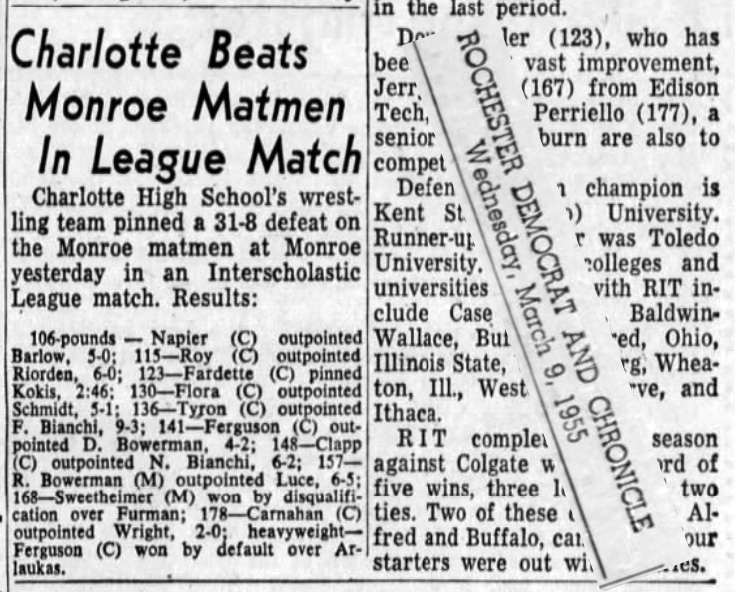 Charlotte Beats
Monroe Matmen
In League Match
Charlotte High School's wrest-
ling team pinned a 31-8 defeat on
the Monroe matmen at Monroe
yesterday in an Interscholastic
League match. Results:
106-pounds — Napier (C) outpointed
Barlow, 5-0; 115—Roy (C) outpointed
Riorden, 6-0; 123—Fardette (C) pinned
Kokis, 2:46; 130—Flora (C) outpointed
Schmidt, 5-1; 136—Tyron (C) outpointed
F. Bianchi, 9-3; 141—Ferguson (C) out-
pointed D. Bowerman, 4-2; 148—Clapp
(C) outpointed N. Bianchi, 6-2; 157—
R. Bowerman (M) outpointed Luce, 6-5;
168—Sweetheimer (M) won by disqualifi-
cation over Furman; 178—Carnahan (C)
outpointed Wright, 2-0; heavyweight—
Ferguson (C) won by default over Ar-
laukas.
in the last period.
(123), who has
vast improvement,
(167) from Edison
Tech, Perriello (177), a
senior burn are also to
compet
Defen champion is
Kent St University.
Runner-up was Toledo
University. colleges and
universities with RIT in-
clude Case Baldwin-
Wallace, Ohio,
Illinois State, Whea-
ton, Ill., West and
Ithaca.
RIT season
against Colgate
five wins, three two
ties. Two of these Al-
fred and Buffalo,
starters were out
ROCHESTER DEMOCRAT AND CHRONICLE
Wednesday, March 9, 1955